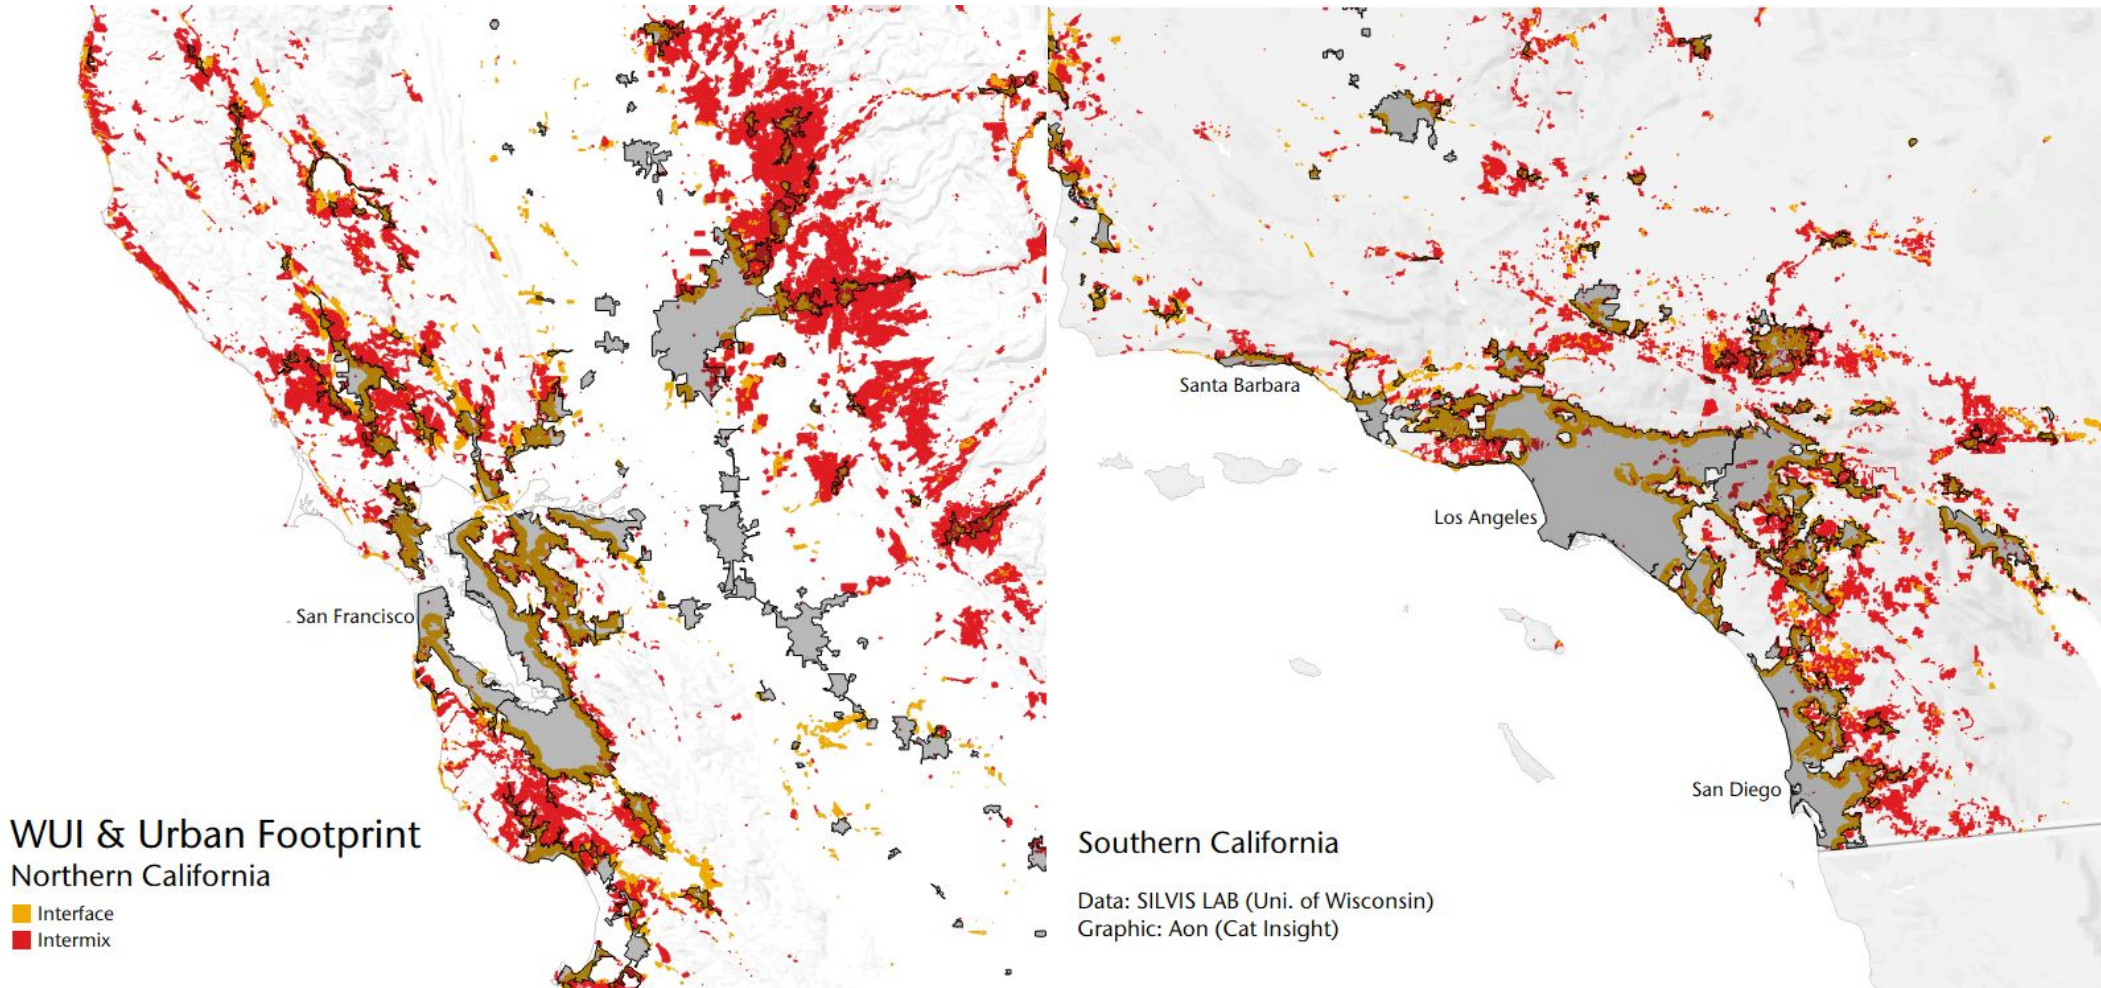 Santa Barbara
Los Angeles
San Francisco
San Diego
WUI & Urban Footprint
Northern California
Interface
Intermix
Southern California
Data: SILVIS LAB (Uni. of Wisconsin)
Graphic: Aon (Cat Insight)